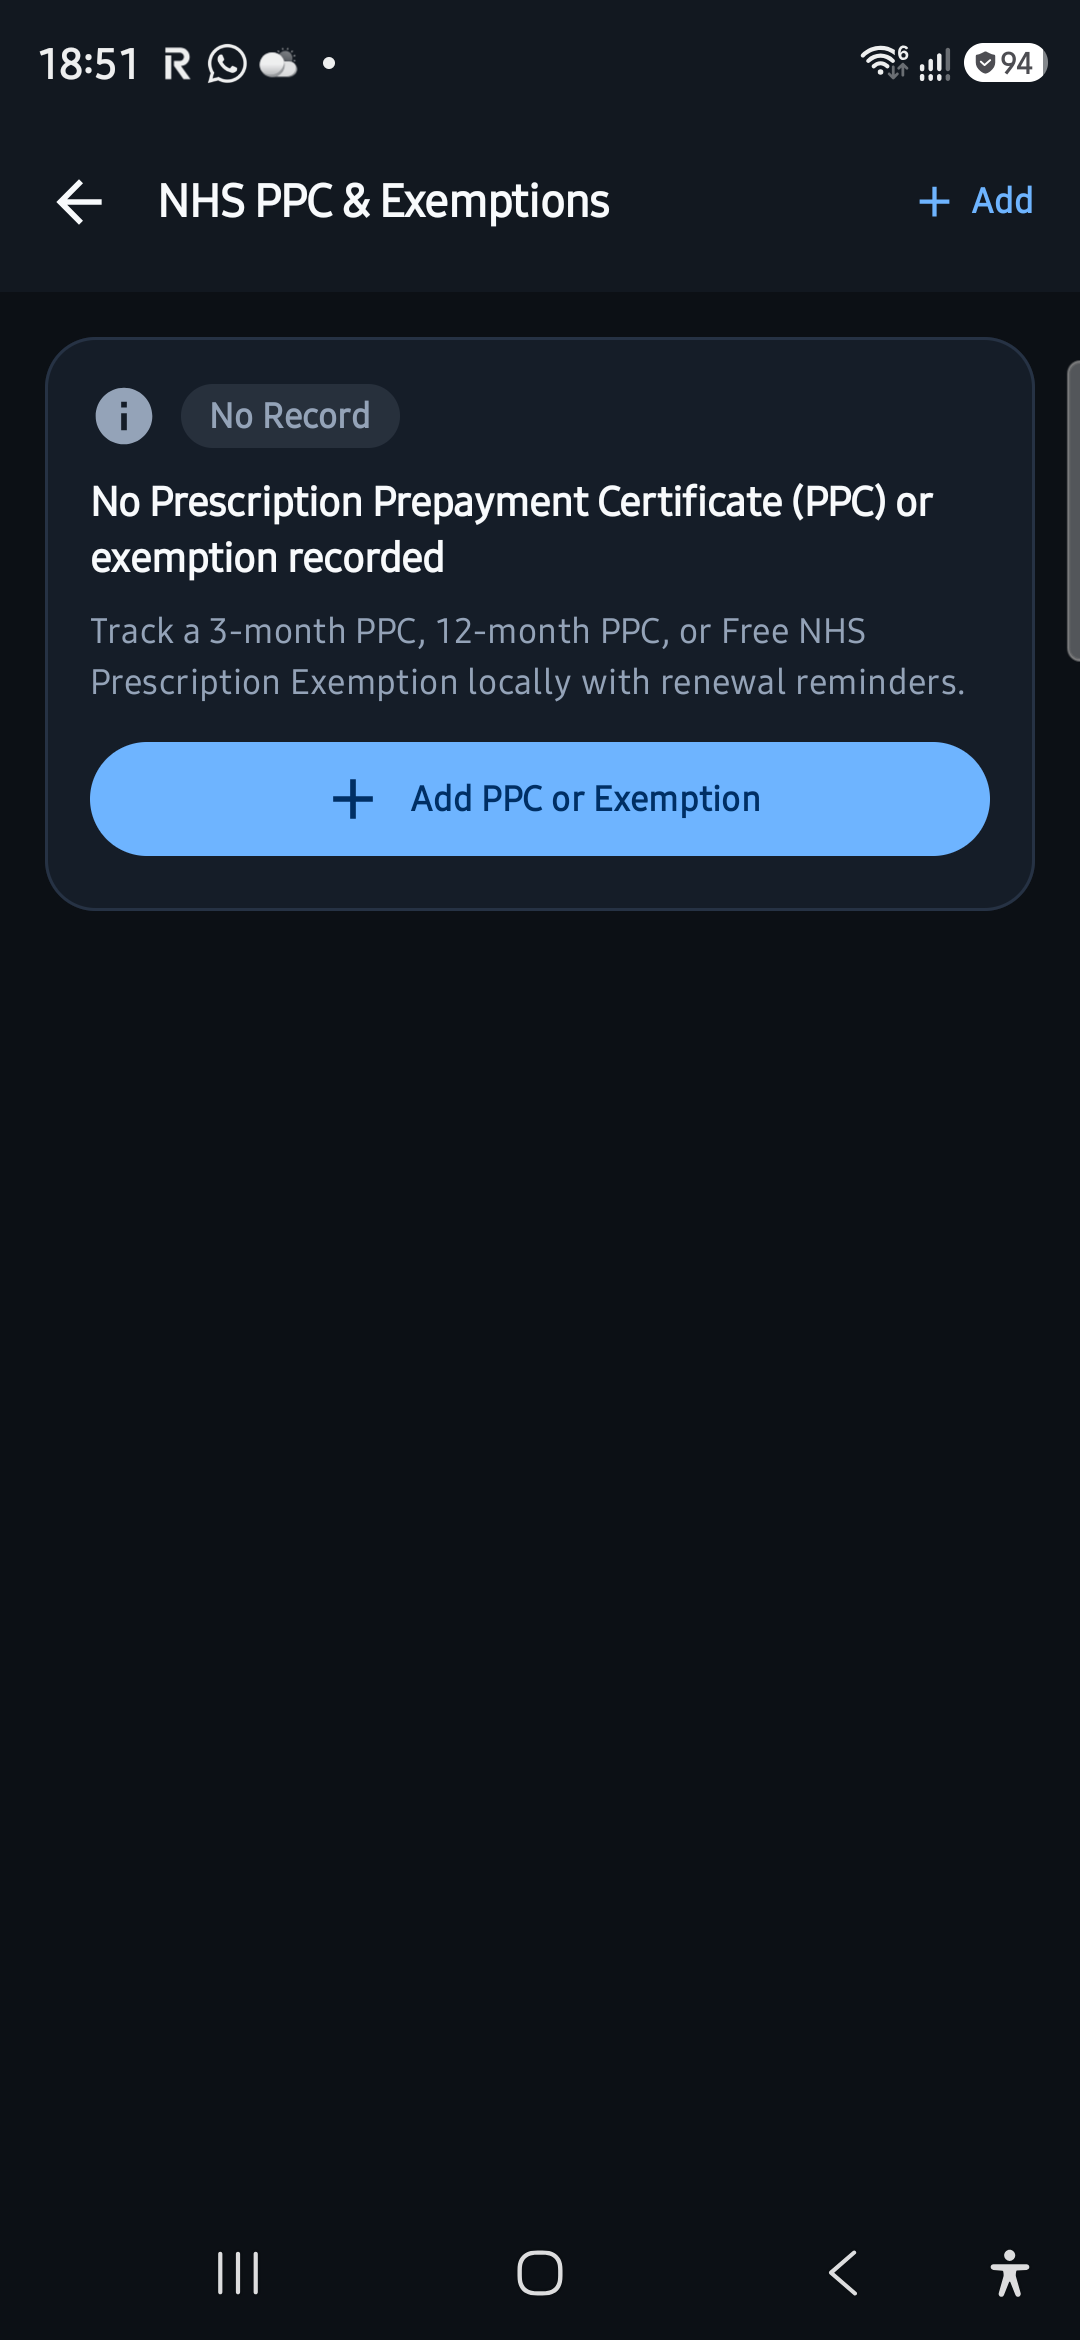 18:51
6
94
NHS PPC & Exemptions
+ Add
No Record
No Prescription Prepayment Certificate (PPC) or
exemption recorded
Track a 3-month PPC, 12-month PPC, or Free NHS
Prescription Exemption locally with renewal reminders.
+ Add PPC or Exemption